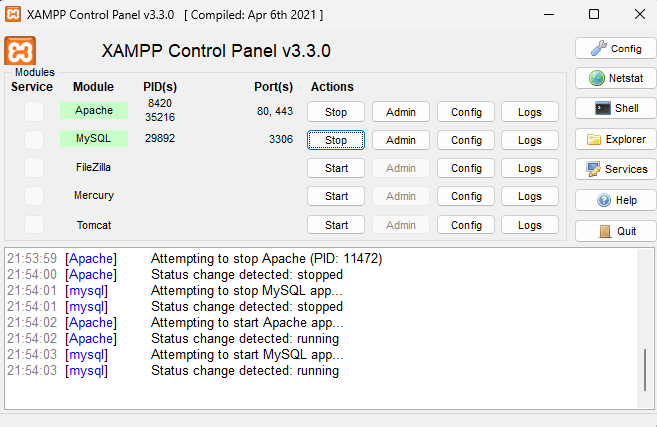 XAMPP Control Panel v3.3.0 [ Compiled: Apr 6th 2021 ]
XAMPP Control Panel v3.3.0
Config
Modules
Service Module PID(s) Port(s) Actions
Netstat
Apache 8420 35216 80, 443 Stop Admin Config Logs
Shell
MySQL 29892 3306 Stop Admin Config Logs
Explorer
FileZilla Start Admin Config Logs
Services
Mercury Start Admin Config Logs
Help
Tomcat Start Admin Config Logs
Quit
21:53:59 [Apache] Attempting to stop Apache (PID: 11472)
21:54:00 [Apache] Status change detected: stopped
21:54:01 [mysql] Attempting to stop MySQL app...
21:54:01 [mysql] Status change detected: stopped
21:54:02 [Apache] Attempting to start Apache app...
21:54:02 [Apache] Status change detected: running
21:54:03 [mysql] Attempting to start MySQL app...
21:54:03 [mysql] Status change detected: running